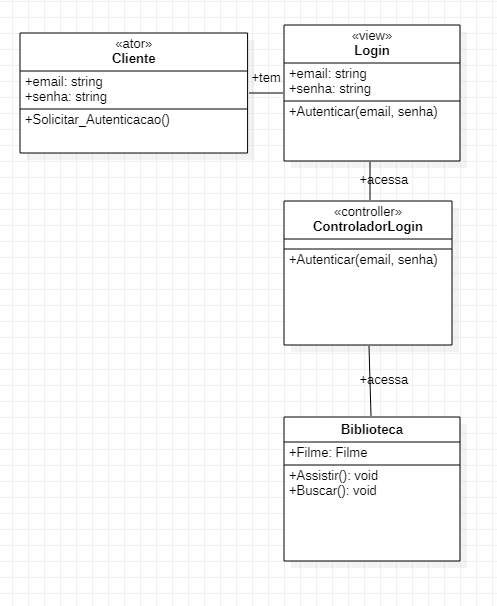 «ator»
Cliente
+email: string
+senha: string
+Solicitar_Autenticacao()
+tem
«view»
Login
+email: string
+senha: string
+Autenticar(email, senha)
+acessa
«controller»
ControladorLogin
+Autenticar(email, senha)
+acessa
Biblioteca
+Filme: Filme
+Assistir(): void
+Buscar(): void